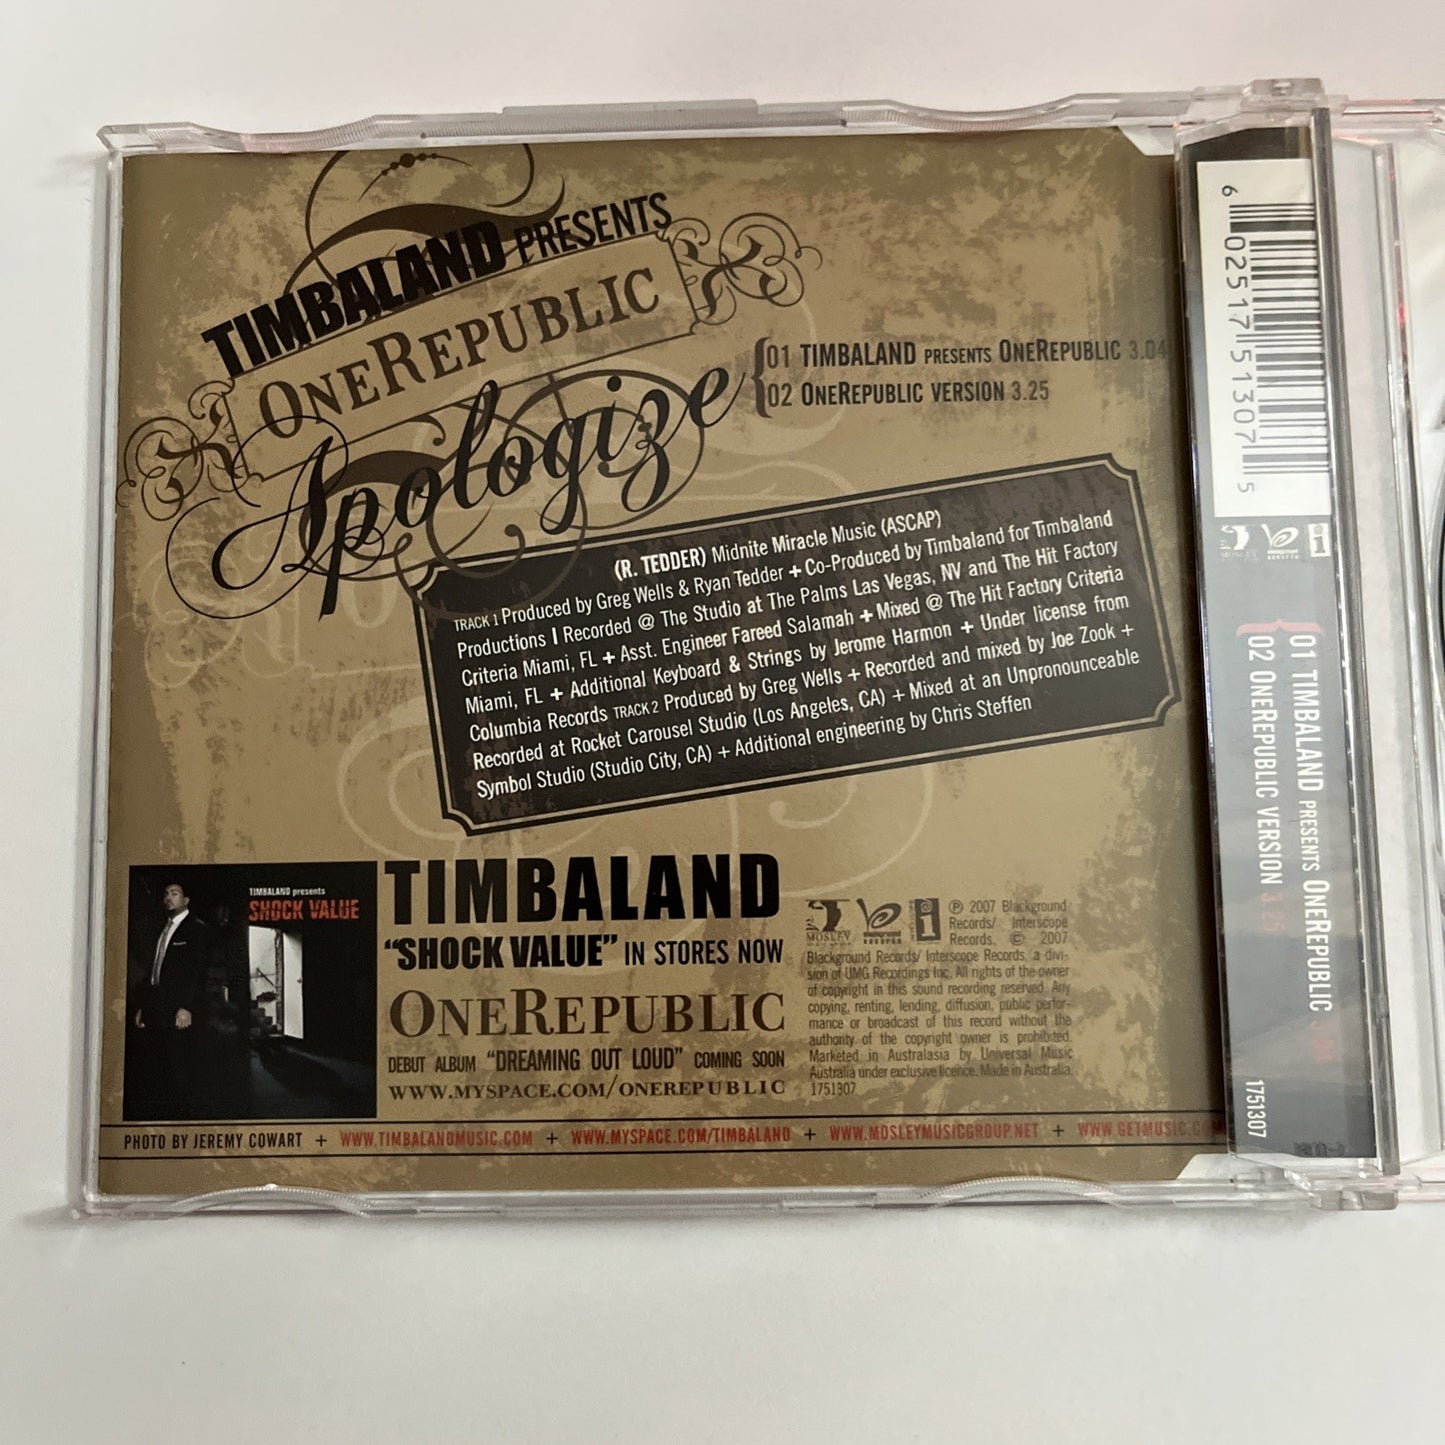 TIMBALAND PRESENTS
ONEREPUBLIC
Apologize
01 TIMBALAND PRESENTS ONEREPUBLIC 3.04
02 ONEREPUBLIC VERSION 3.25
(R. TEDDER) Midnite Miracle Music (ASCAP)
TRACK 1 Produced by Greg Wells & Ryan Tedder + Co-Produced by Timbaland for Timbaland
Productions | Recorded @ The Studio at The Palms Las Vegas, NV and The Hit Factory
Criteria Miami, FL + Asst. Engineer Fareed Salamah + Mixed @ The Hit Factory Criteria
Miami, FL + Additional Keyboard & Strings by Jerome Harmon + Under license from
Columbia Records TRACK 2 Produced by Greg Wells + Recorded and mixed by Joe Zook +
Recorded at Rocket Carousel Studio (Los Angeles, CA) + Mixed at an Unpronounceable
Symbol Studio (Studio City, CA) + Additional engineering by Chris Steffen
TIMBALAND presents
SHOCK VALUE
TIMBALAND
"SHOCK VALUE" IN STORES NOW
ONEREPUBLIC
DEBUT ALBUM "DREAMING OUT LOUD" COMING SOON
WWW.MYSPACE.COM/ONEREPUBLIC
MOSLEY
℗ 2007 Blackground
Records/ Interscope
Records. © 2007
Blackground Records/ Interscope Records, a divi-
sion of UMG Recordings Inc. All rights of the owner
of copyright in this sound recording reserved. Any
copying, renting, lending, diffusion, public perfor-
mance or broadcast of this record without the
authority of the copyright owner is prohibited.
Marketed in Australasia by Universal Music
Australia under exclusive licence. Made in Australia.
1751307
PHOTO BY JEREMY COWART + WWW.TIMBALANDMUSIC.COM + WWW.MYSPACE.COM/TIMBALAND + WWW.MOSLEYMUSICGROUP.NET + WWW.GETMUSIC.COM
6 02517 51307 5
MOSLEY
01 TIMBALAND PRESENTS ONEREPUBLIC
02 ONEREPUBLIC VERSION 3.25
1751307